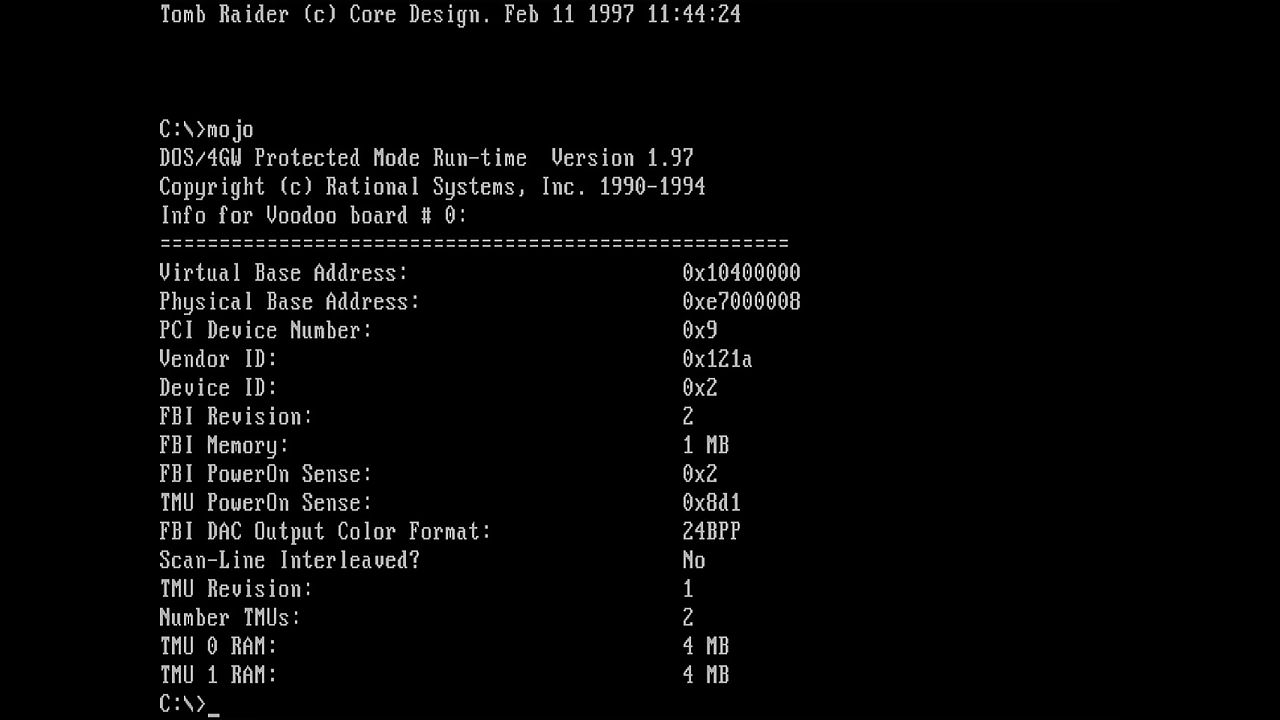 Tomb Raider (c) Core Design. Feb 11 1997 11:44:24
C:\>mojo
DOS/4GW Protected Mode Run-time  Version 1.97
Copyright (c) Rational Systems, Inc. 1990-1994
Info for Voodoo board # 0:
=====================================================
Virtual Base Address: 0x10400000
Physical Base Address: 0xe7000008
PCI Device Number: 0x9
Vendor ID: 0x121a
Device ID: 0x2
FBI Revision: 2
FBI Memory: 1 MB
FBI PowerOn Sense: 0x2
TMU PowerOn Sense: 0x8d1
FBI DAC Output Color Format: 24BPP
Scan-Line Interleaved? No
TMU Revision: 1
Number TMUs: 2
TMU 0 RAM: 4 MB
TMU 1 RAM: 4 MB
C:\>_